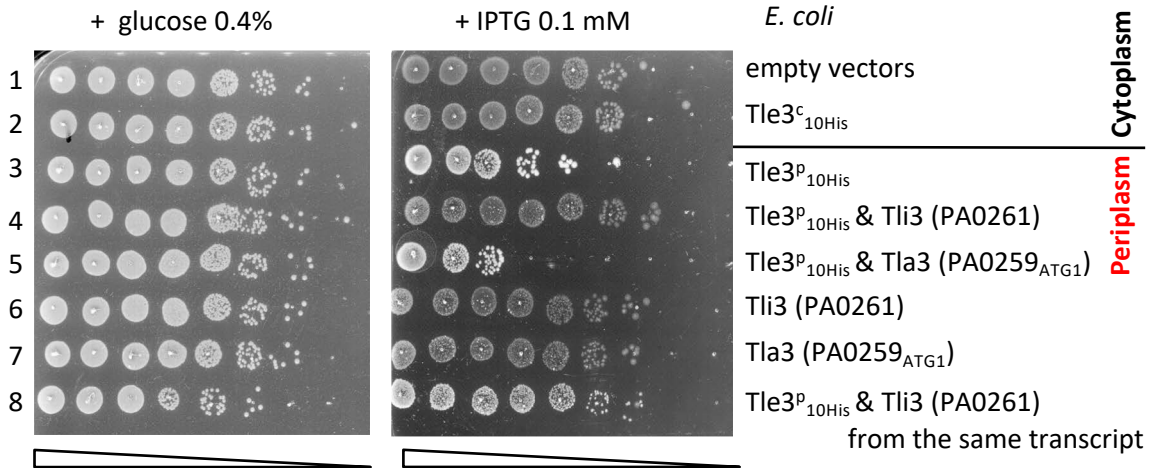 + glucose 0.4%
+ IPTG 0.1 mM
E. coli
Cytoplasm
Periplasm
1 empty vectors
2 Tle3ᶜ₁₀His
3 Tle3ᵖ₁₀His
4 Tle3ᵖ₁₀His & Tli3 (PA0261)
5 Tle3ᵖ₁₀His & Tla3 (PA0259ATG1)
6 Tli3 (PA0261)
7 Tla3 (PA0259ATG1)
8 Tle3ᵖ₁₀His & Tli3 (PA0261)
from the same transcript